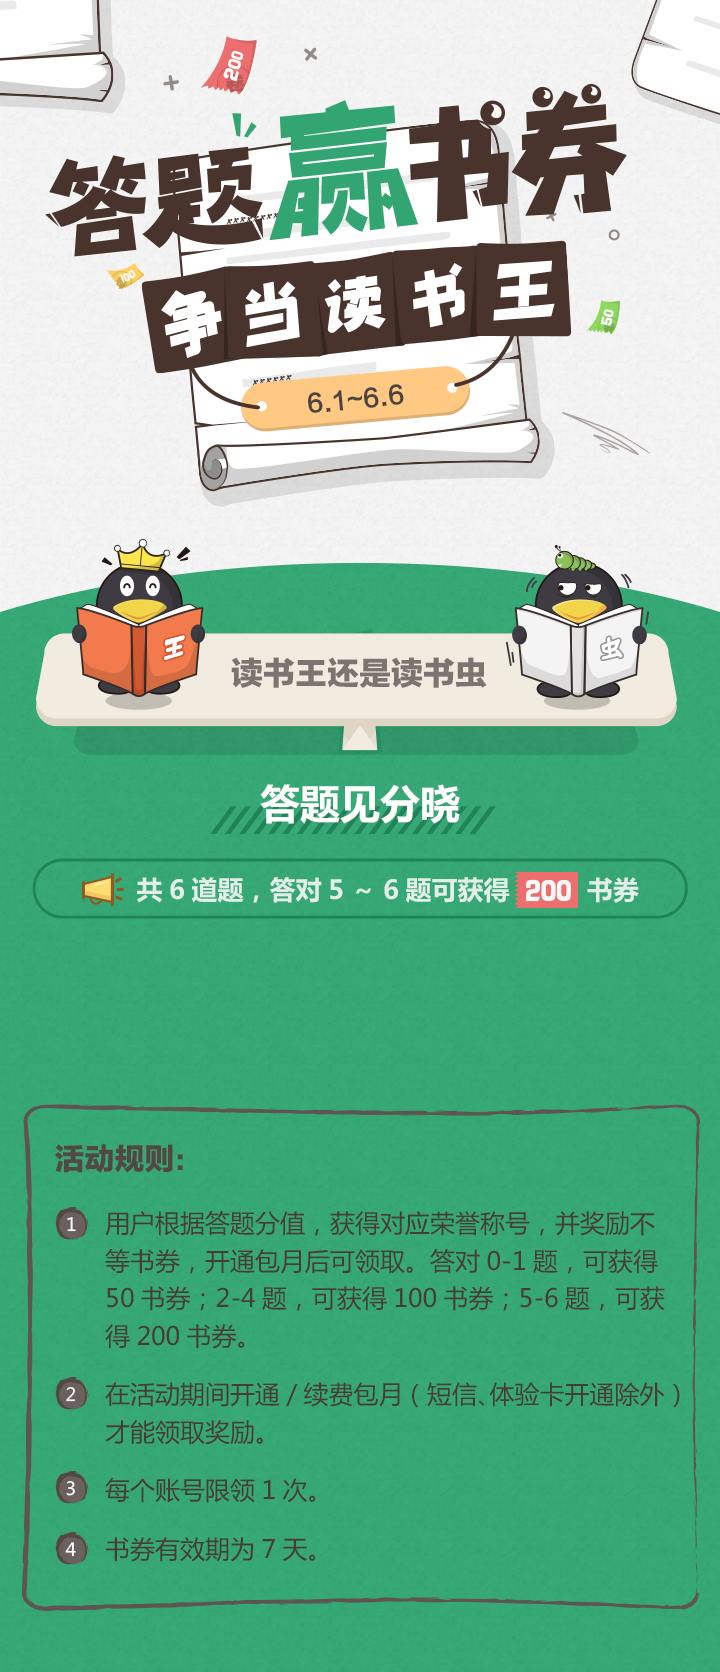 200
答题赢书券
100
争当读书王
50
6.1~6.6
王
虫
读书王还是读书虫
答题见分晓
共 6 道题，答对 5 ～ 6 题可获得 200 书券
活动规则:
1 用户根据答题分值，获得对应荣誉称号，并奖励不
等书券，开通包月后可领取。答对 0-1 题，可获得
50 书券；2-4 题，可获得 100 书券；5-6 题，可获
得 200 书券。
2 在活动期间开通 / 续费包月（ 短信、体验卡开通除外 ）
才能领取奖励。
3 每个账号限领 1 次。
4 书券有效期为 7 天。